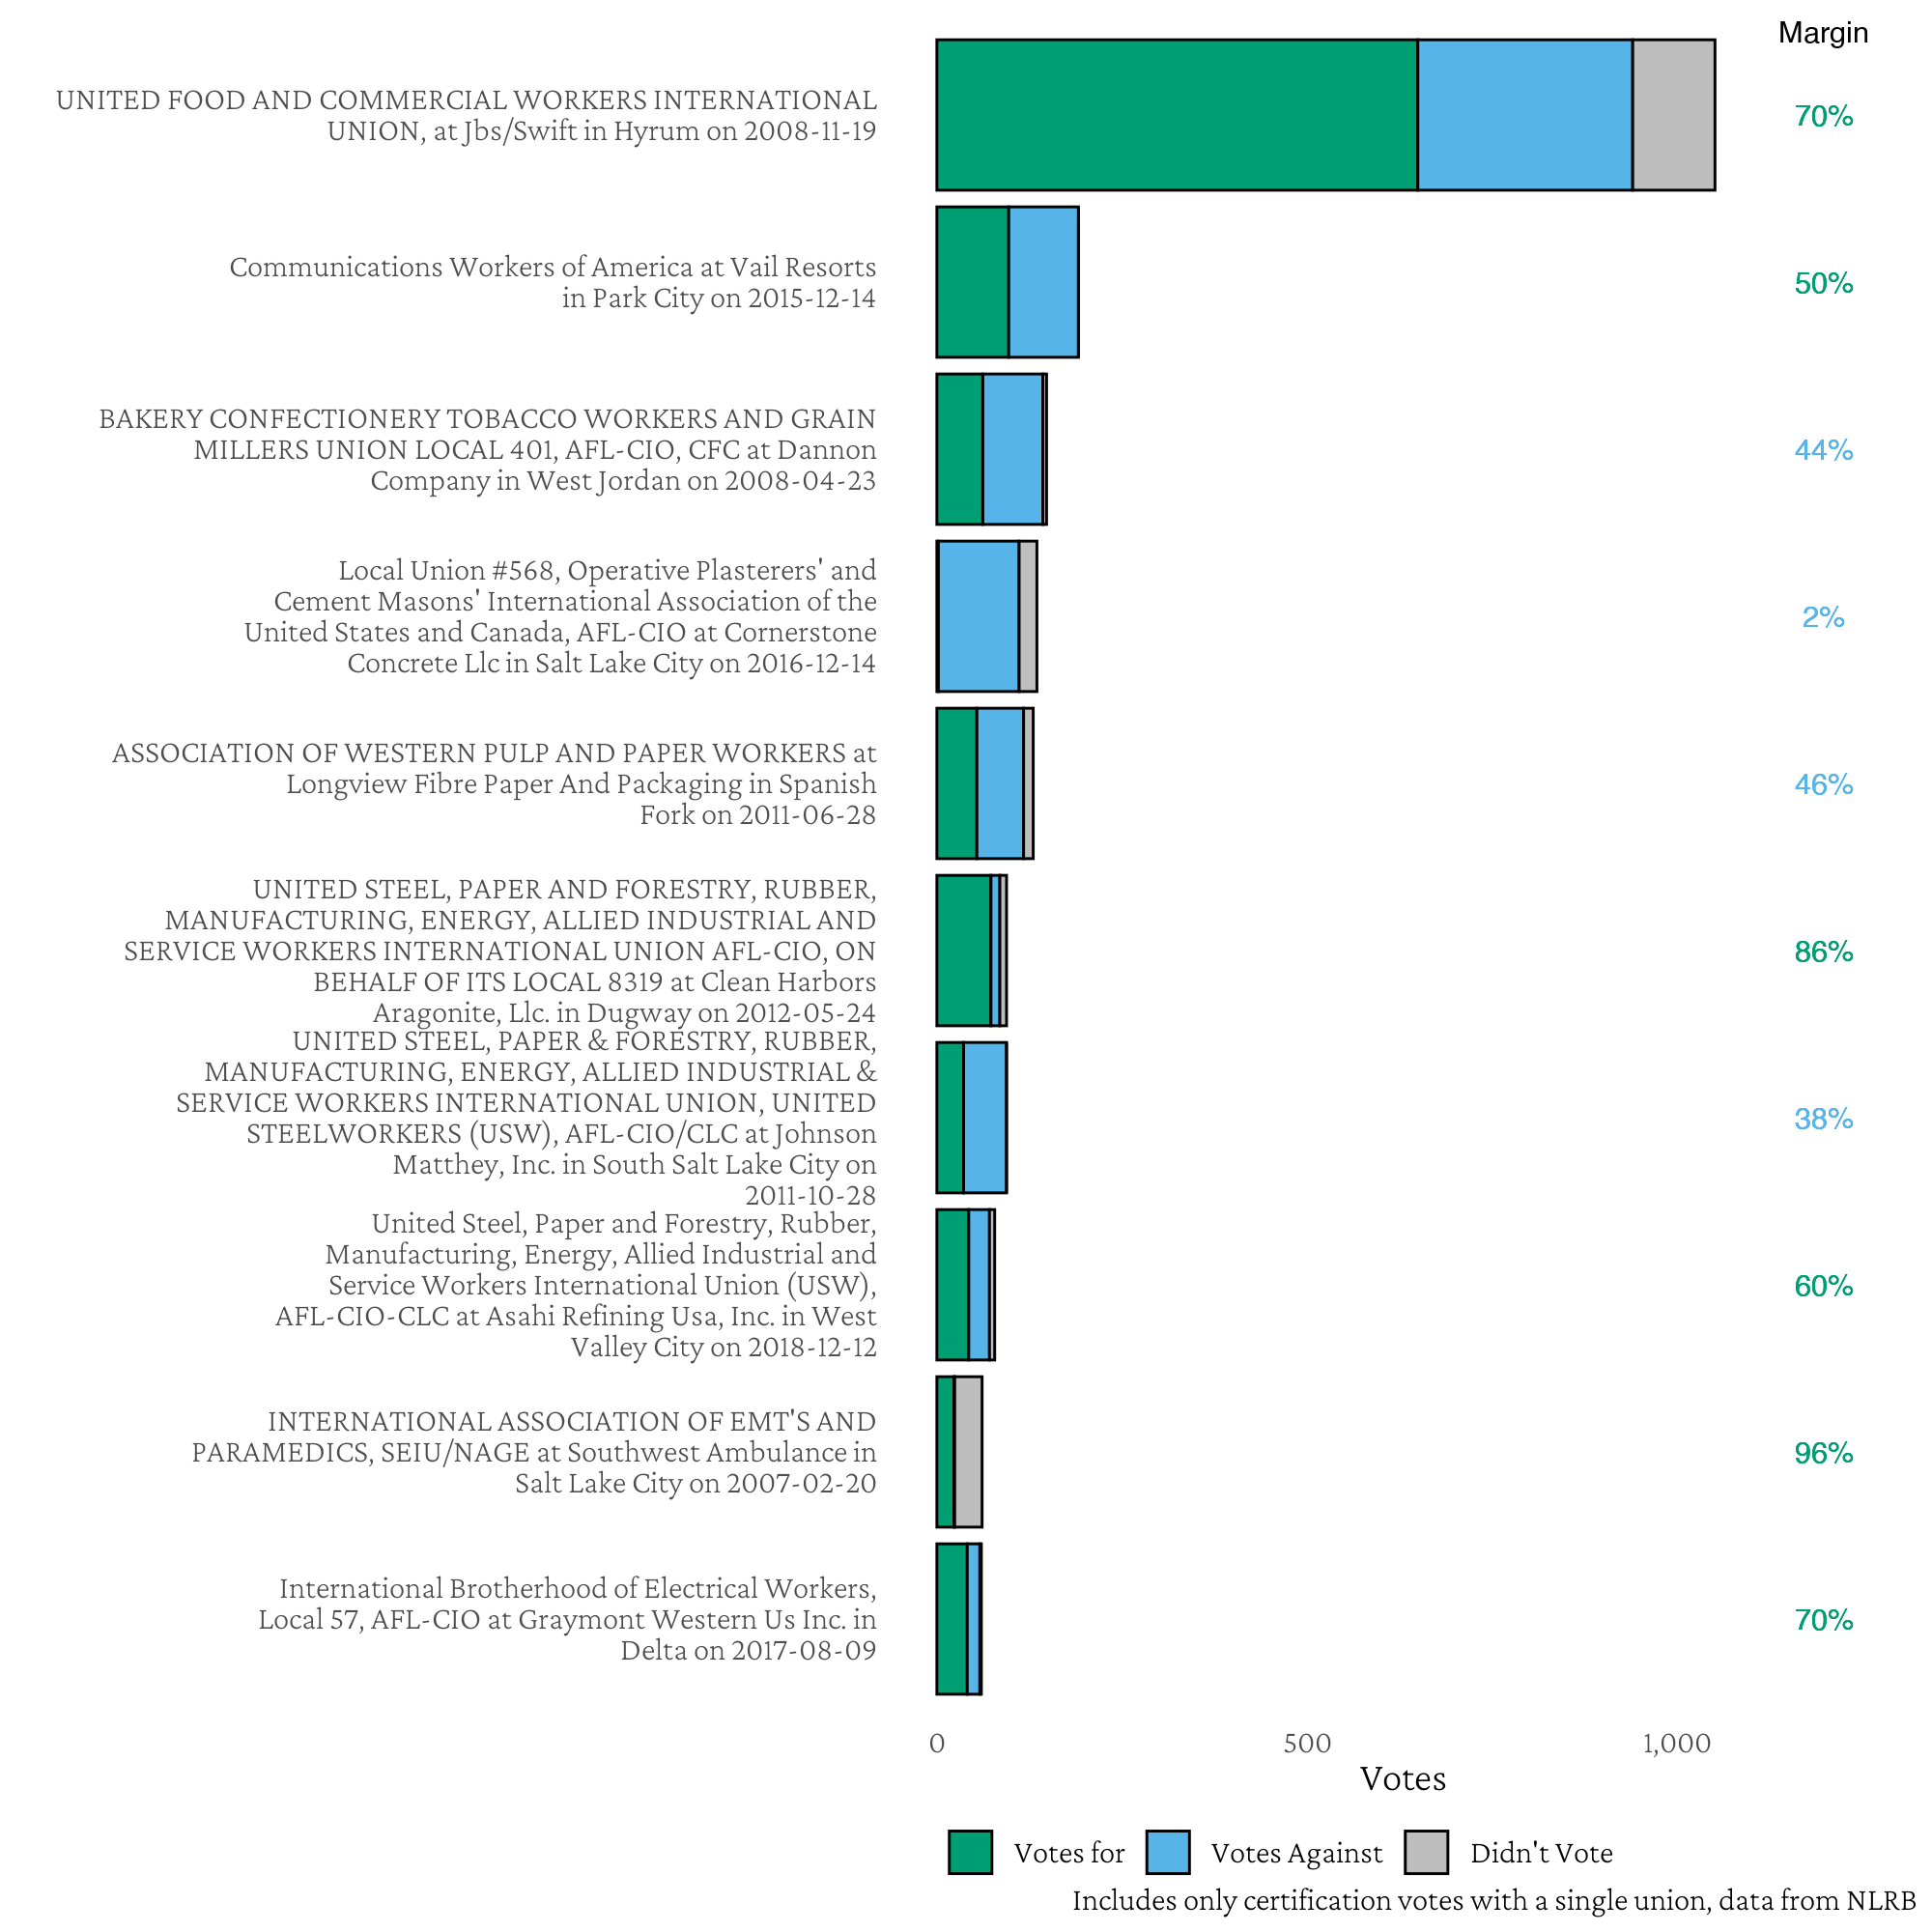 Margin
UNITED FOOD AND COMMERCIAL WORKERS INTERNATIONAL
UNION, at Jbs/Swift in Hyrum on 2008-11-19
70%
Communications Workers of America at Vail Resorts
in Park City on 2015-12-14
50%
BAKERY CONFECTIONERY TOBACCO WORKERS AND GRAIN
MILLERS UNION LOCAL 401, AFL-CIO, CFC at Dannon
Company in West Jordan on 2008-04-23
44%
Local Union #568, Operative Plasterers' and
Cement Masons' International Association of the
United States and Canada, AFL-CIO at Cornerstone
Concrete Llc in Salt Lake City on 2016-12-14
2%
ASSOCIATION OF WESTERN PULP AND PAPER WORKERS at
Longview Fibre Paper And Packaging in Spanish
Fork on 2011-06-28
46%
UNITED STEEL, PAPER AND FORESTRY, RUBBER,
MANUFACTURING, ENERGY, ALLIED INDUSTRIAL AND
SERVICE WORKERS INTERNATIONAL UNION AFL-CIO, ON
BEHALF OF ITS LOCAL 8319 at Clean Harbors
Aragonite, Llc. in Dugway on 2012-05-24
86%
UNITED STEEL, PAPER & FORESTRY, RUBBER,
MANUFACTURING, ENERGY, ALLIED INDUSTRIAL &
SERVICE WORKERS INTERNATIONAL UNION, UNITED
STEELWORKERS (USW), AFL-CIO/CLC at Johnson
Matthey, Inc. in South Salt Lake City on
2011-10-28
38%
United Steel, Paper and Forestry, Rubber,
Manufacturing, Energy, Allied Industrial and
Service Workers International Union (USW),
AFL-CIO-CLC at Asahi Refining Usa, Inc. in West
Valley City on 2018-12-12
60%
INTERNATIONAL ASSOCIATION OF EMT'S AND
PARAMEDICS, SEIU/NAGE at Southwest Ambulance in
Salt Lake City on 2007-02-20
96%
International Brotherhood of Electrical Workers,
Local 57, AFL-CIO at Graymont Western Us Inc. in
Delta on 2017-08-09
70%
0 500 1,000
Votes
Votes for Votes Against Didn't Vote
Includes only certification votes with a single union, data from NLRB